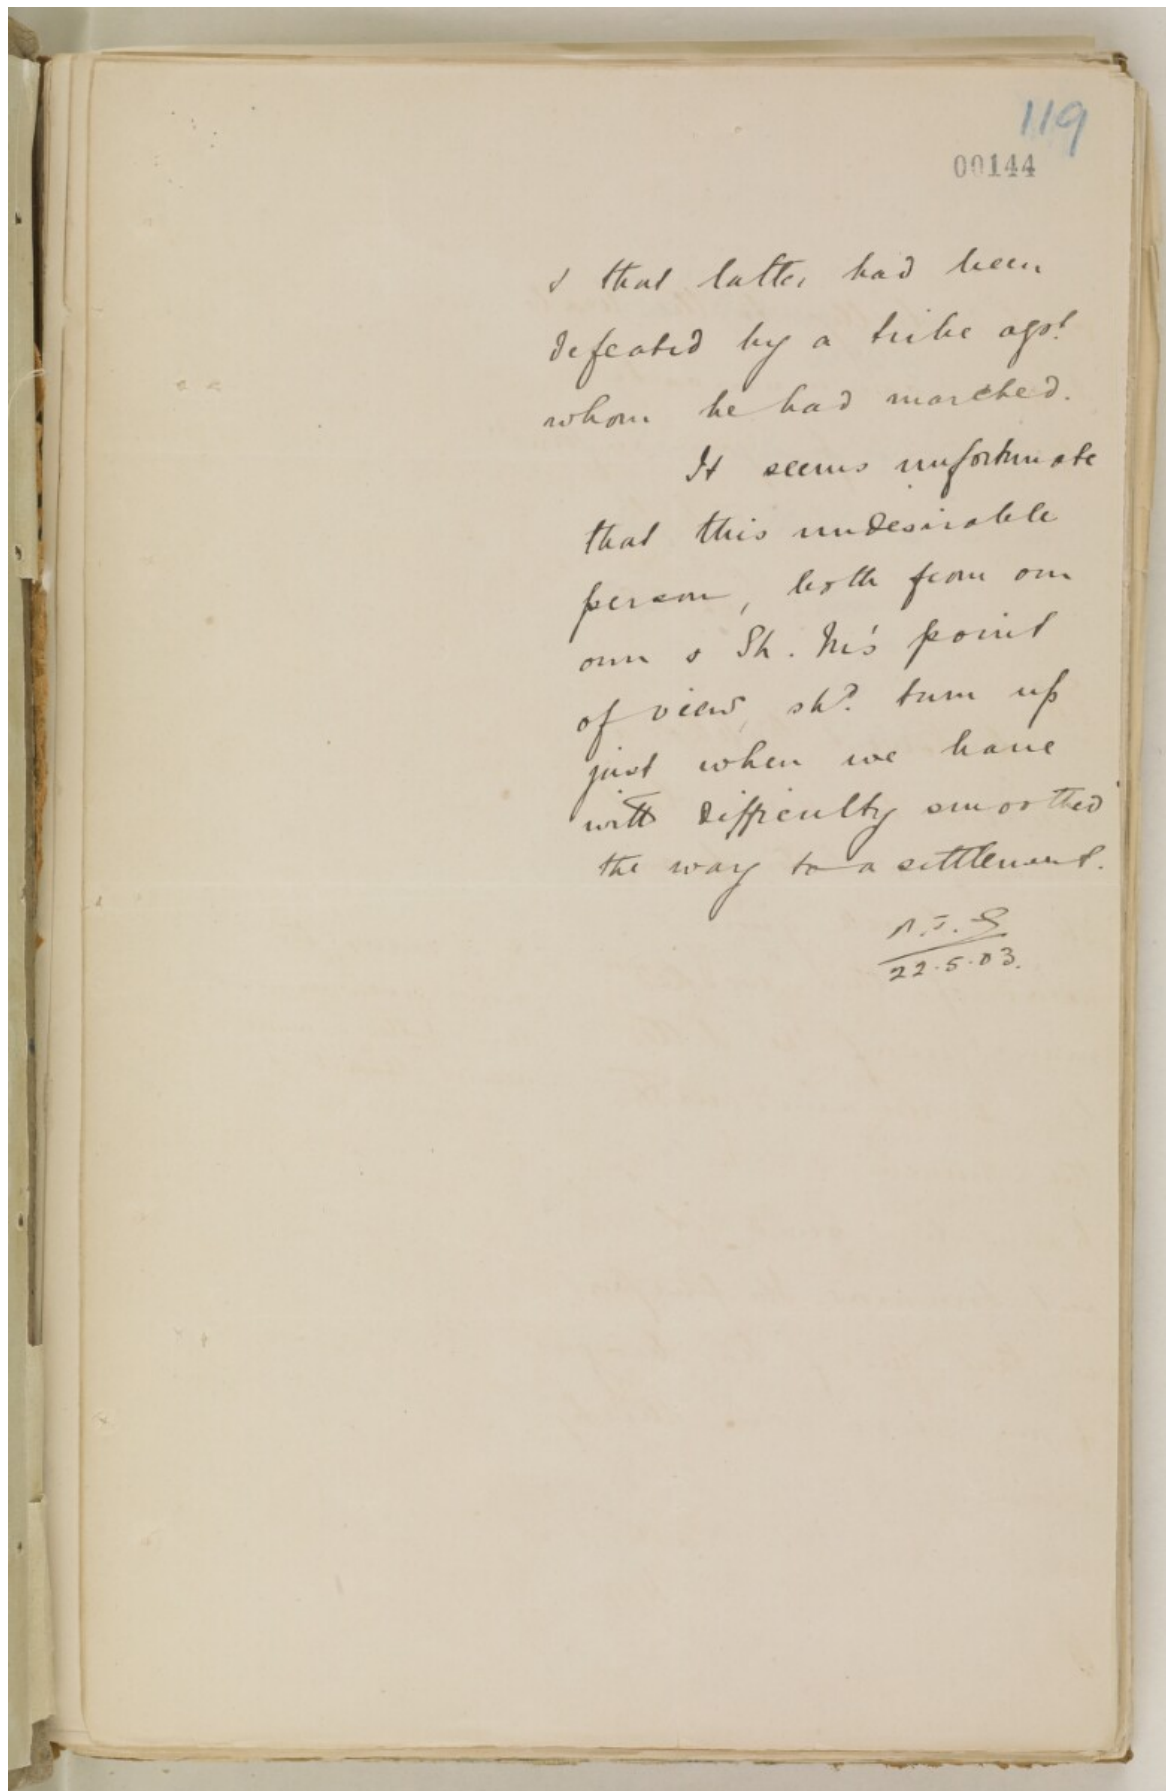 119
00144
& that latter had been
defeated by a tribe agst
whom he had marched.
It seems unfortunate
that this undesirable
person, both from our
own & Sh. M's point
of view, shd. turn up
just when we have
with difficulty smoothed
the way to a settlement.
22.5.03.